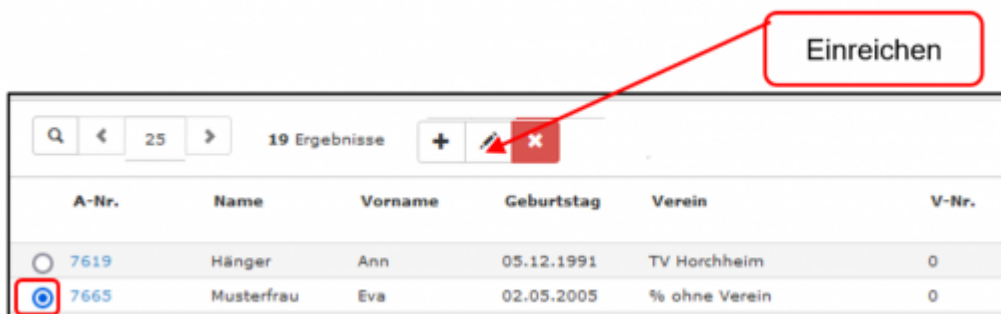 Einreichen
25 19 Ergebnisse
A-Nr. Name Vorname Geburtstag Verein V-Nr.
7619 Hänger Ann 05.12.1991 TV Horchheim 0
7665 Musterfrau Eva 02.05.2005 % ohne Verein 0